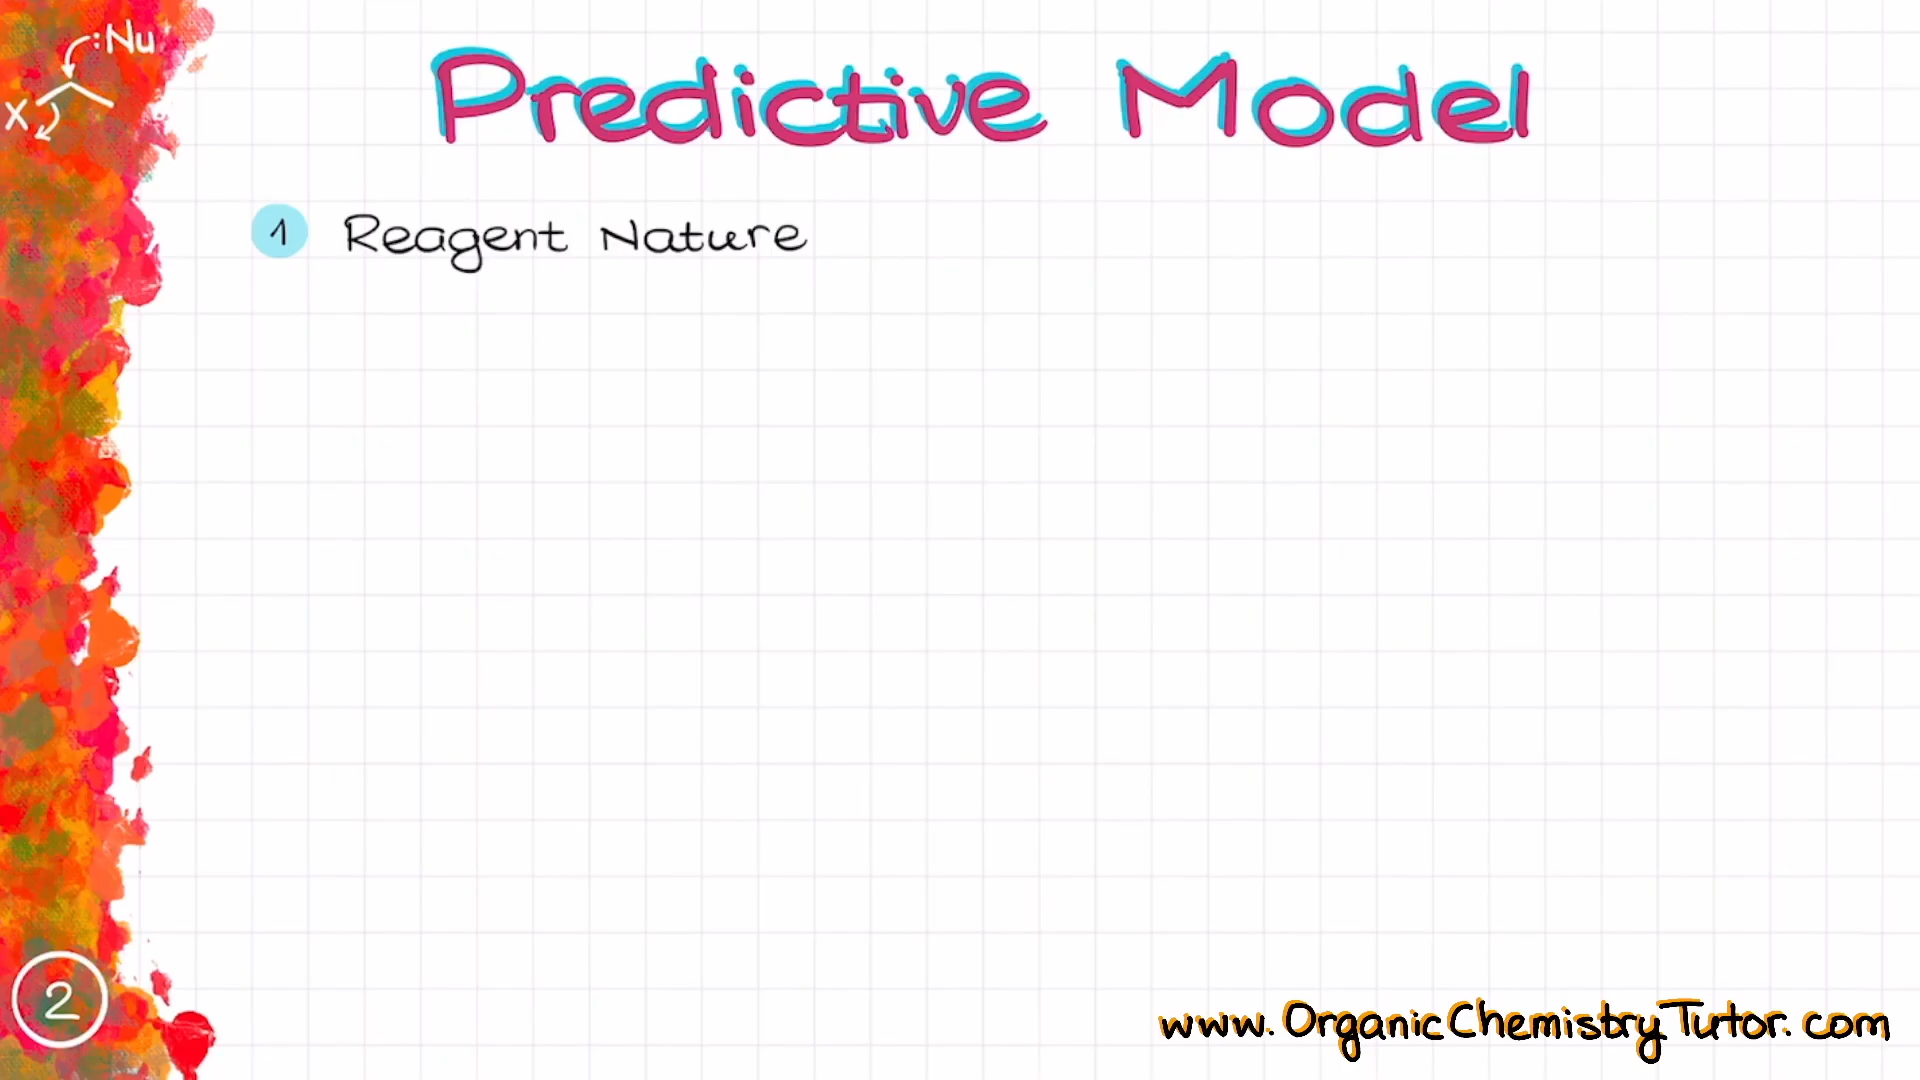 :Nu
X
Predictive Model
1 Reagent Nature
2
www.OrganicChemistryTutor.com